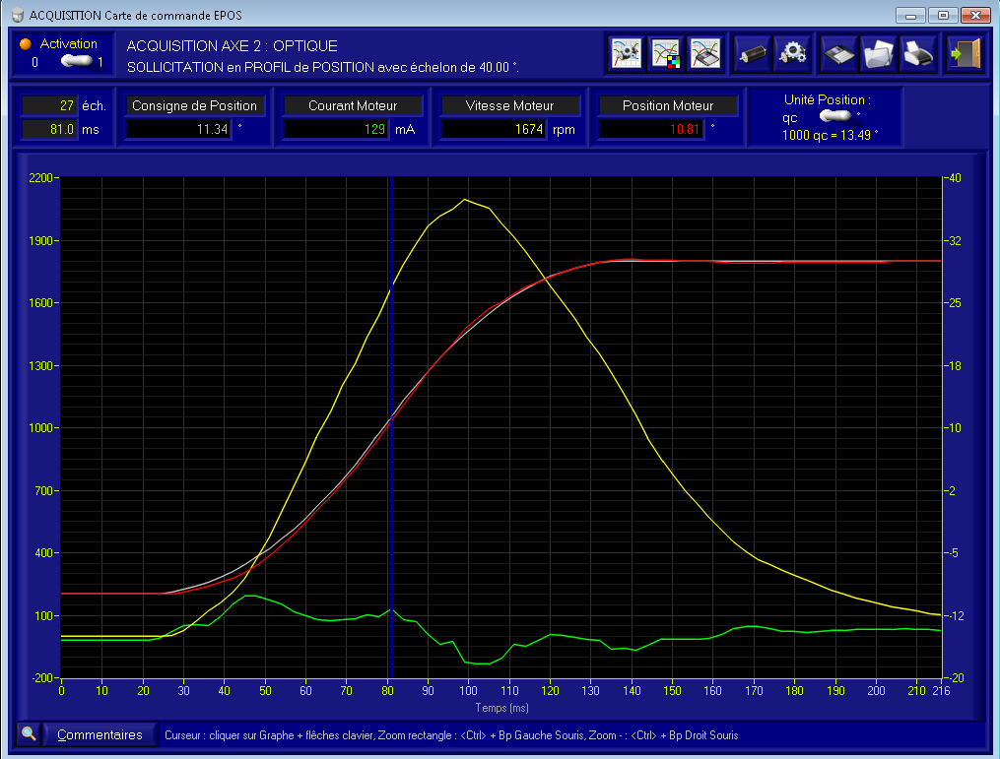 ACQUISITION Carte de commande EPOS
Activation
0 1
ACQUISITION AXE 2 : OPTIQUE
SOLLICITATION en PROFIL de POSITION avec échelon de 40.00 °.
27 éch.
81.0 ms
Consigne de Position
11.34 °
Courant Moteur
129 mA
Vitesse Moteur
1674 rpm
Position Moteur
10.81 °
Unité Position :
qc °
1000 qc = 13.49 °
2200 40
1900 32
1600 25
1300 18
1000 10
700 -2
400 -5
100 -12
-200 -20
0 10 20 30 40 50 60 70 80 90 100 110 120 130 140 150 160 170 180 190 200 210 216
Temps (ms)
Commentaires
Curseur : cliquer sur Graphe + flêches clavier, Zoom rectangle : <Ctrl> + Bp Gauche Souris, Zoom - : <Ctrl> + Bp Droit Souris